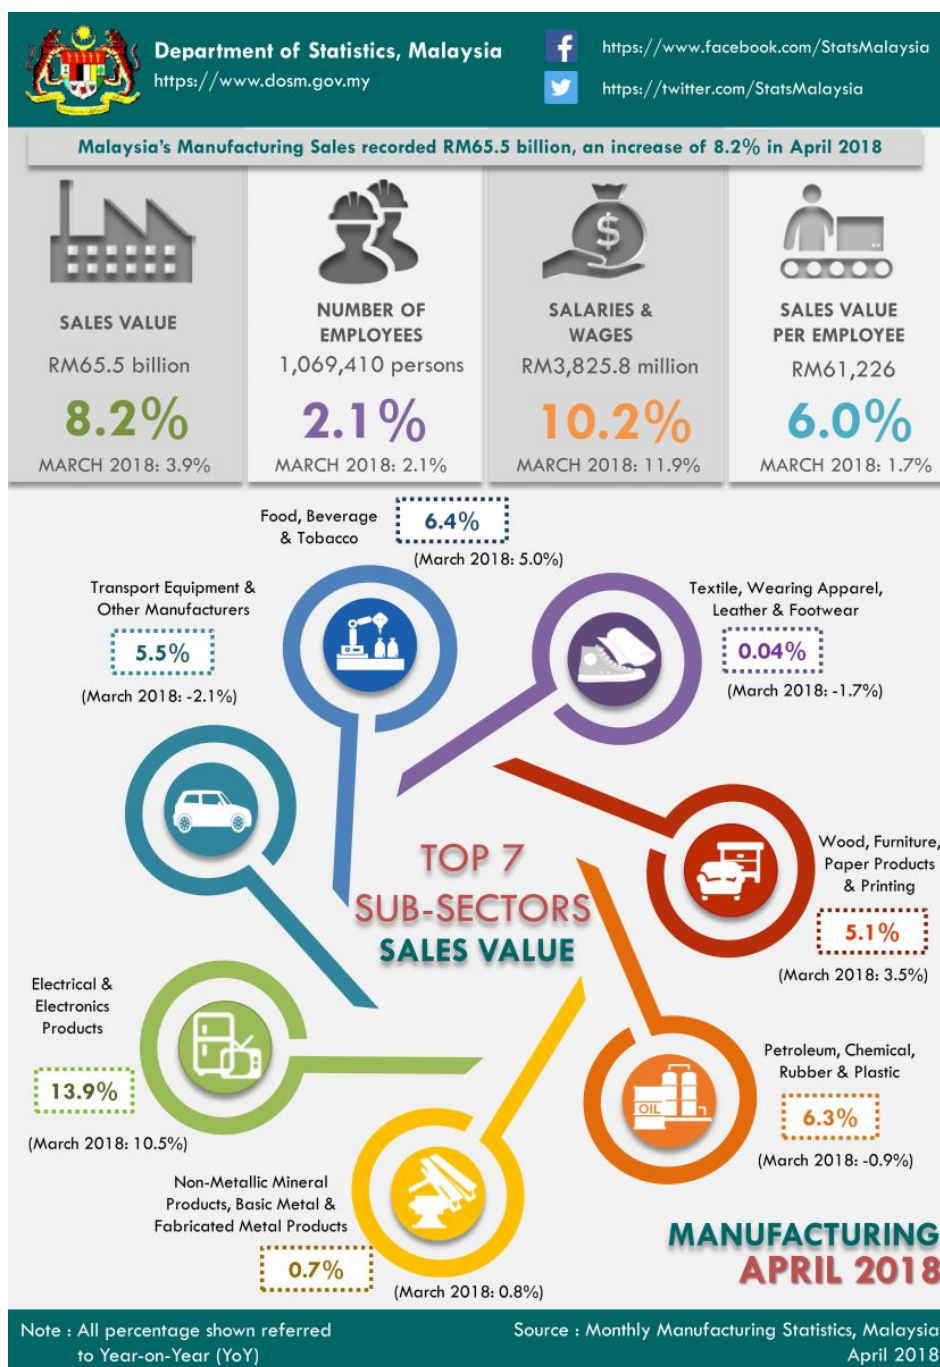 Department of Statistics, Malaysia
https://www.dosm.gov.my
https://www.facebook.com/StatsMalaysia
https://twitter.com/StatsMalaysia
Malaysia's Manufacturing Sales recorded RM65.5 billion, an increase of 8.2% in April 2018
SALES VALUE
RM65.5 billion
8.2%
MARCH 2018: 3.9%
NUMBER OF
EMPLOYEES
1,069,410 persons
2.1%
MARCH 2018: 2.1%
SALARIES &
WAGES
RM3,825.8 million
10.2%
MARCH 2018: 11.9%
SALES VALUE
PER EMPLOYEE
RM61,226
6.0%
MARCH 2018: 1.7%
Food, Beverage
& Tobacco
6.4%
(March 2018: 5.0%)
Transport Equipment &
Other Manufacturers
5.5%
(March 2018: -2.1%)
Textile, Wearing Apparel,
Leather & Footwear
0.04%
(March 2018: -1.7%)
TOP 7
SUB-SECTORS
SALES VALUE
Wood, Furniture,
Paper Products
& Printing
5.1%
(March 2018: 3.5%)
Electrical &
Electronics
Products
13.9%
(March 2018: 10.5%)
OIL
Petroleum, Chemical,
Rubber & Plastic
6.3%
(March 2018: -0.9%)
Non-Metallic Mineral
Products, Basic Metal &
Fabricated Metal Products
0.7%
(March 2018: 0.8%)
MANUFACTURING
APRIL 2018
Note : All percentage shown referred
to Year-on-Year (YoY)
Source : Monthly Manufacturing Statistics, Malaysia
April 2018